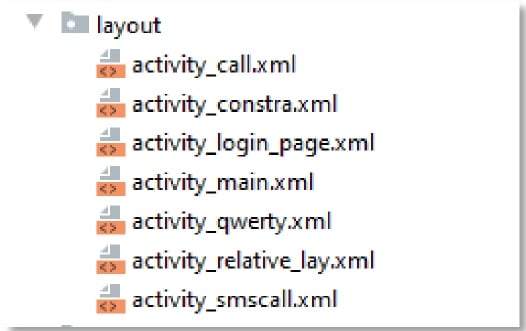 layout
activity_call.xml
activity_constra.xml
activity_login_page.xml
activity_main.xml
activity_qwerty.xml
activity_relative_lay.xml
activity_smscall.xml